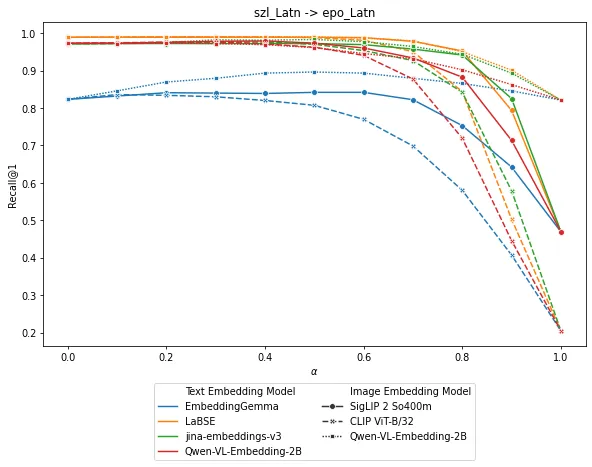 szl_Latn -> epo_Latn
Recall@1
1.0
0.9
0.8
0.7
0.6
0.5
0.4
0.3
0.2
0.0 0.2 0.4 0.6 0.8 1.0
α
Text Embedding Model Image Embedding Model
EmbeddingGemma SigLIP 2 So400m
LaBSE CLIP ViT-B/32
jina-embeddings-v3 Qwen-VL-Embedding-2B
Qwen-VL-Embedding-2B